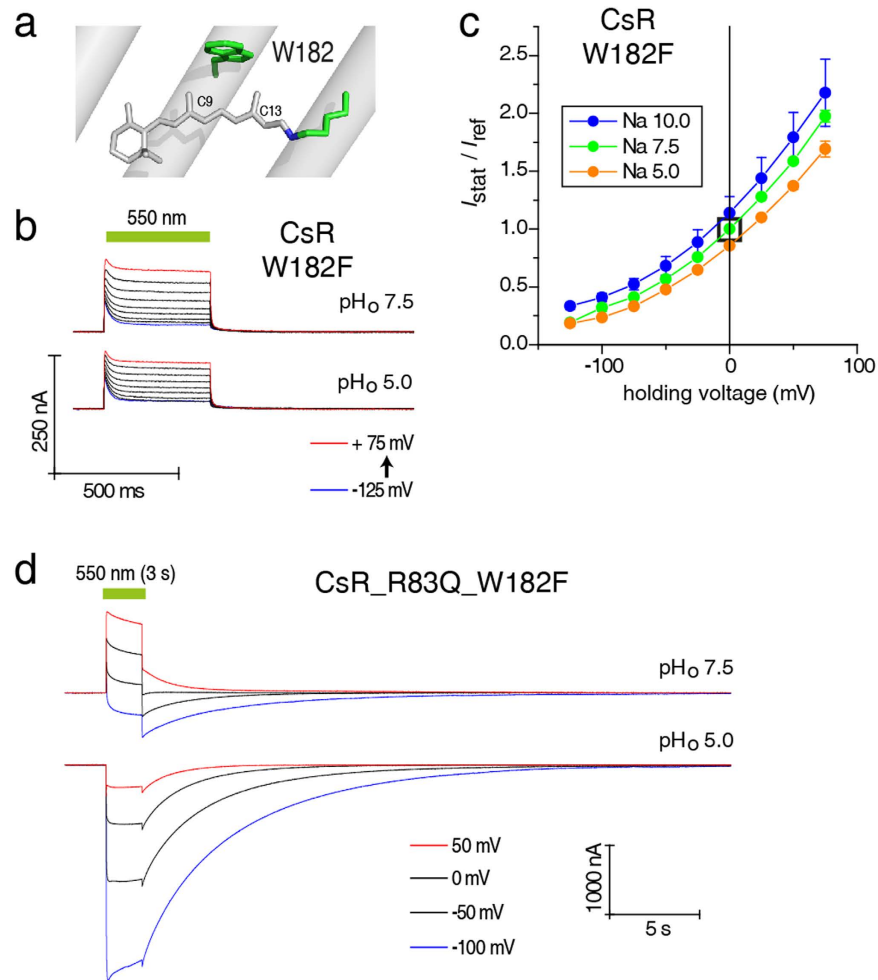 a
W182
C9
C13
b
550 nm
CsR
W182F
pHo 7.5
pHo 5.0
250 nA
500 ms
+ 75 mV
-125 mV
c
CsR
W182F
Na 10.0
Na 7.5
Na 5.0
Istat / Iref
2.5
2.0
1.5
1.0
0.5
0.0
-100
0
100
holding voltage (mV)
d
550 nm (3 s)
CsR_R83Q_W182F
pHo 7.5
pHo 5.0
50 mV
0 mV
-50 mV
-100 mV
1000 nA
5 s